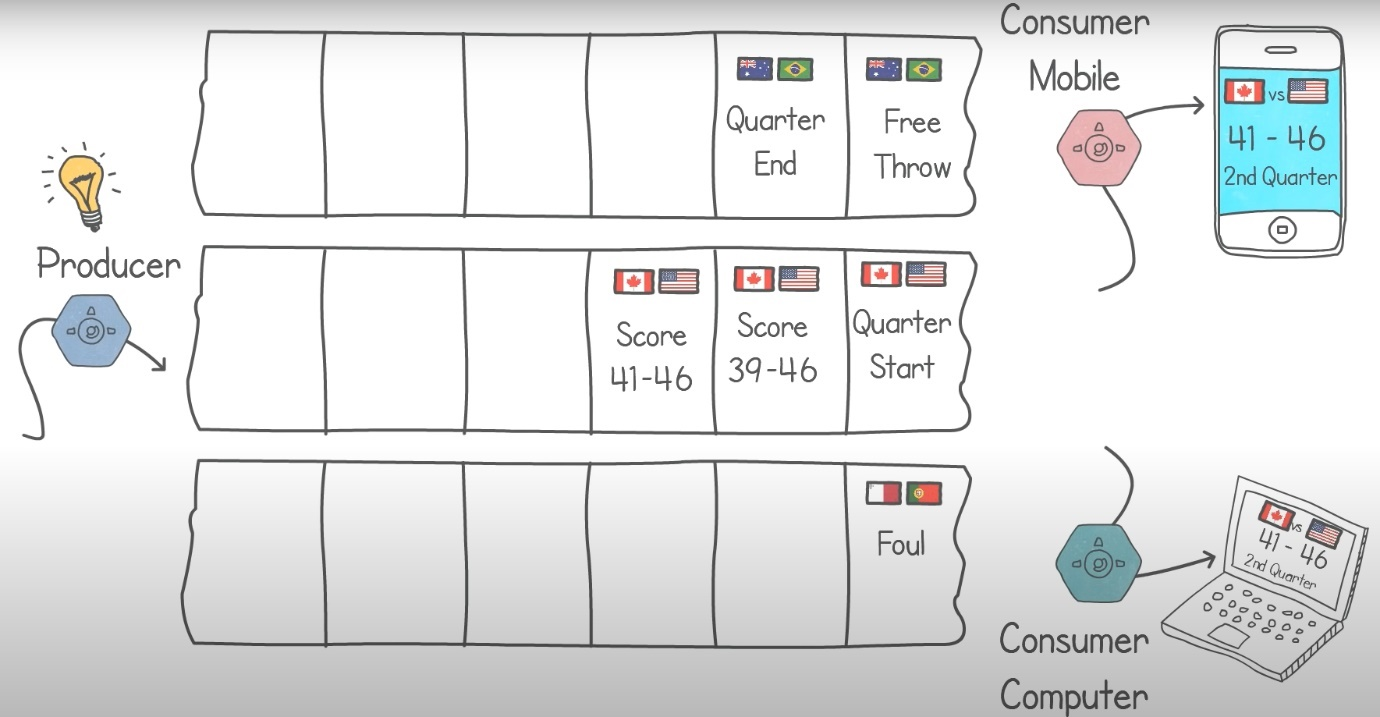 Consumer
Mobile
Quarter
End
Free
Throw
vs
41 - 46
2nd Quarter
Producer
Score
41-46
Score
39-46
Quarter
Start
Foul
vs
41 - 46
2nd Quarter
Consumer
Computer